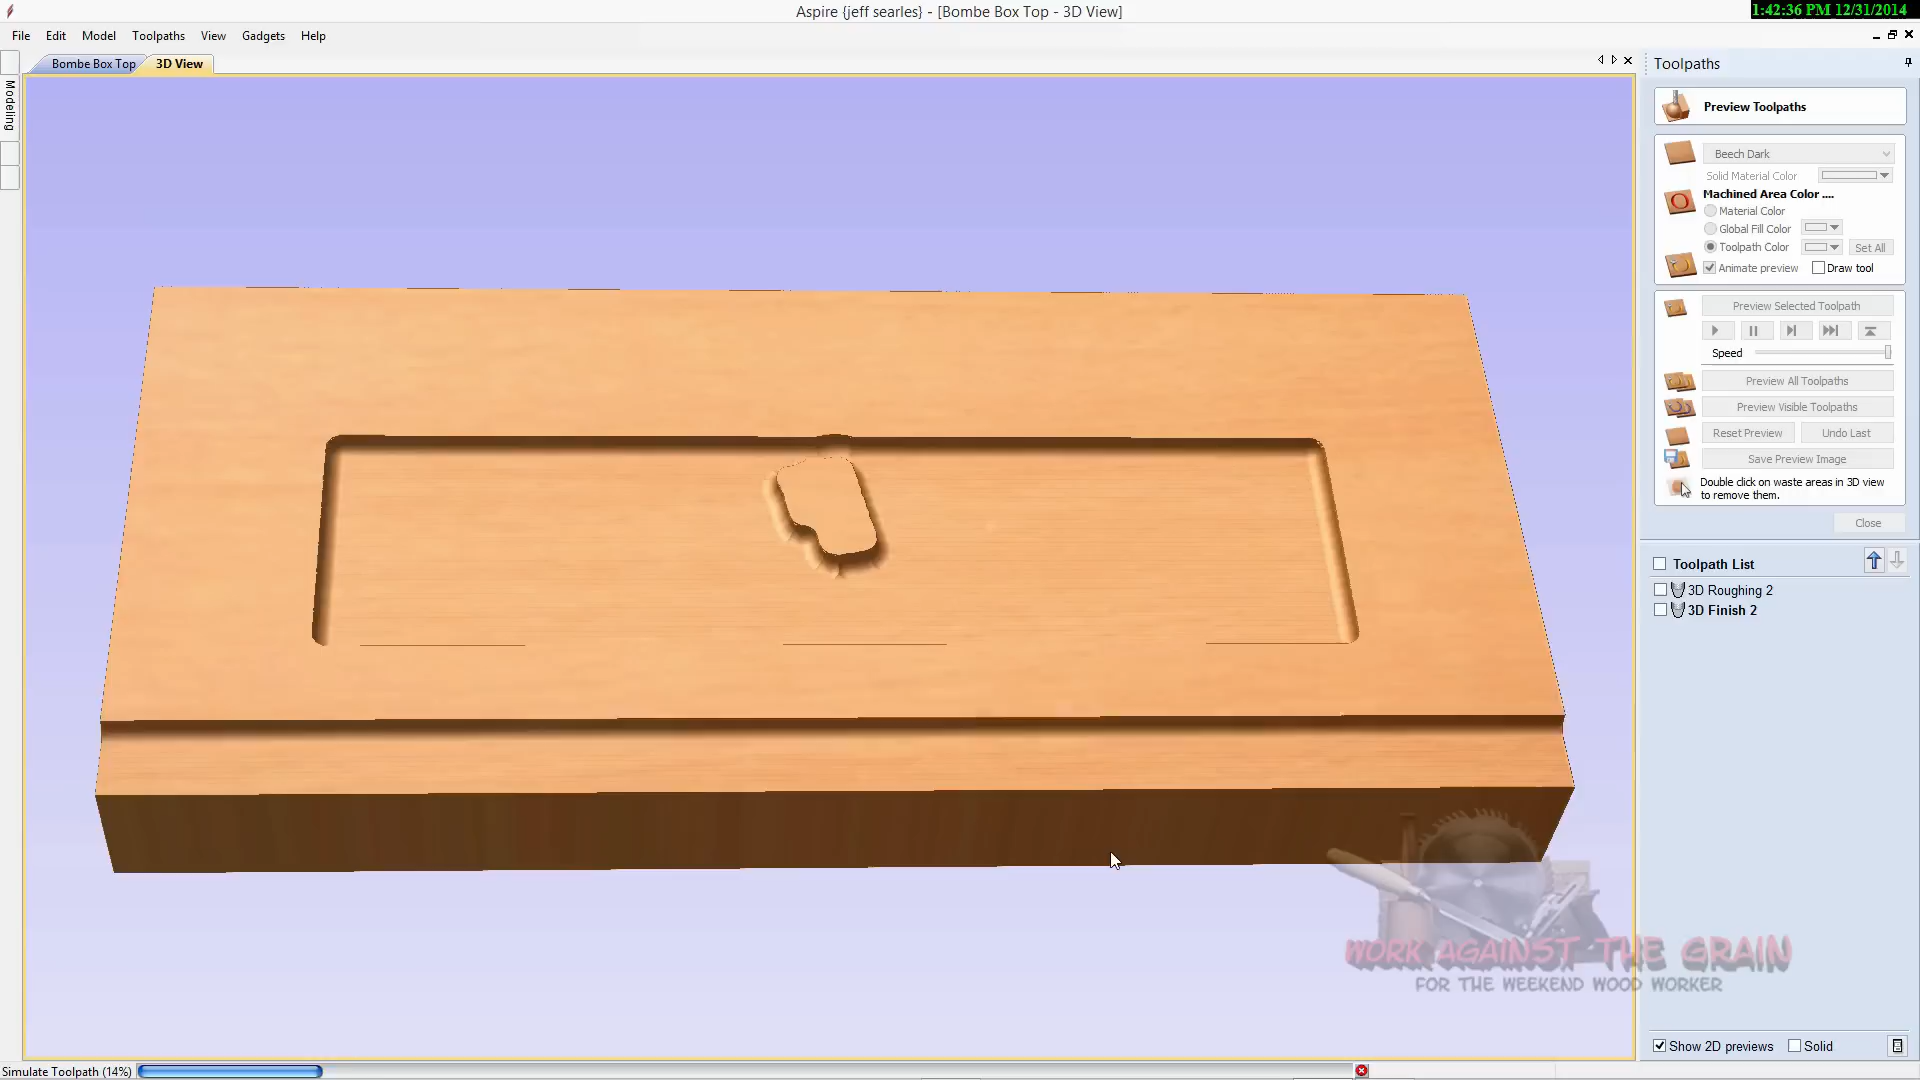 Aspire {jeff searles} - [Bombe Box Top - 3D View]
1:42:36 PM 12/31/2014
File Edit Model Toolpaths View Gadgets Help
Bombe Box Top 3D View
Modeling
Toolpaths
Preview Toolpaths
Beech Dark
Solid Material Color
Machined Area Color ....
Material Color
Global Fill Color
Toolpath Color Set All
Animate preview Draw tool
Preview Selected Toolpath
Speed
Preview All Toolpaths
Preview Visible Toolpaths
Reset Preview Undo Last
Save Preview Image
Double click on waste areas in 3D view
to remove them.
Close
Toolpath List
3D Roughing 2
3D Finish 2
WORK AGAINST THE GRAIN
FOR THE WEEKEND WOOD WORKER
Show 2D previews Solid
Simulate Toolpath (14%)